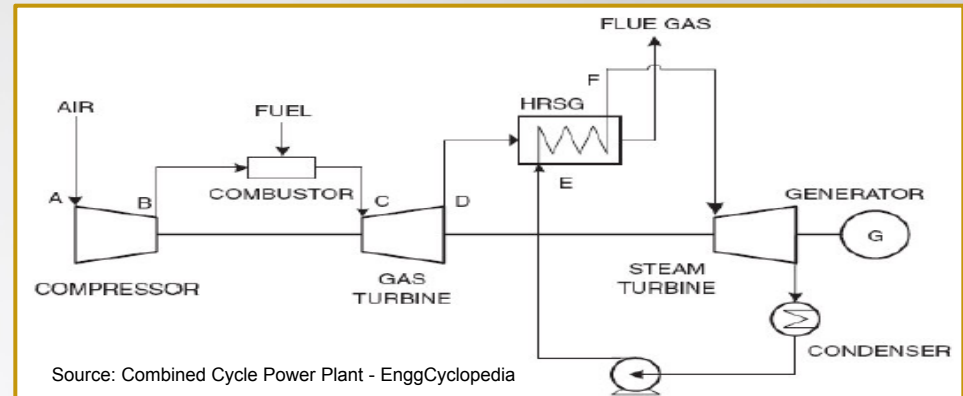 FLUE GAS
F
HRSG
AIR
FUEL
E
GENERATOR
A
B
COMBUSTOR
C
D
G
COMPRESSOR
GAS
TURBINE
STEAM
TURBINE
CONDENSER
Source: Combined Cycle Power Plant - EnggCyclopedia